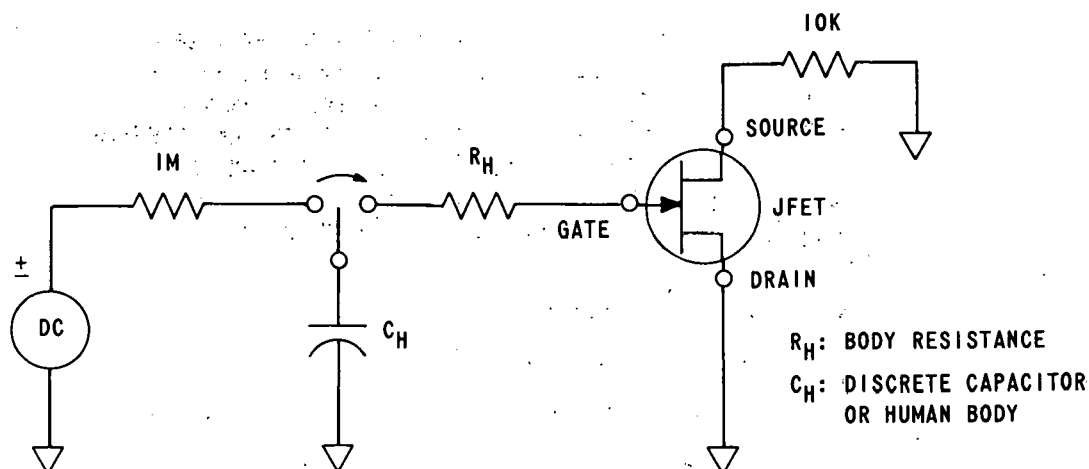 10K
SOURCE
1M
R_H
GATE
JFET
±
DRAIN
DC
C_H
R_H: BODY RESISTANCE
C_H: DISCRETE CAPACITOR
OR HUMAN BODY